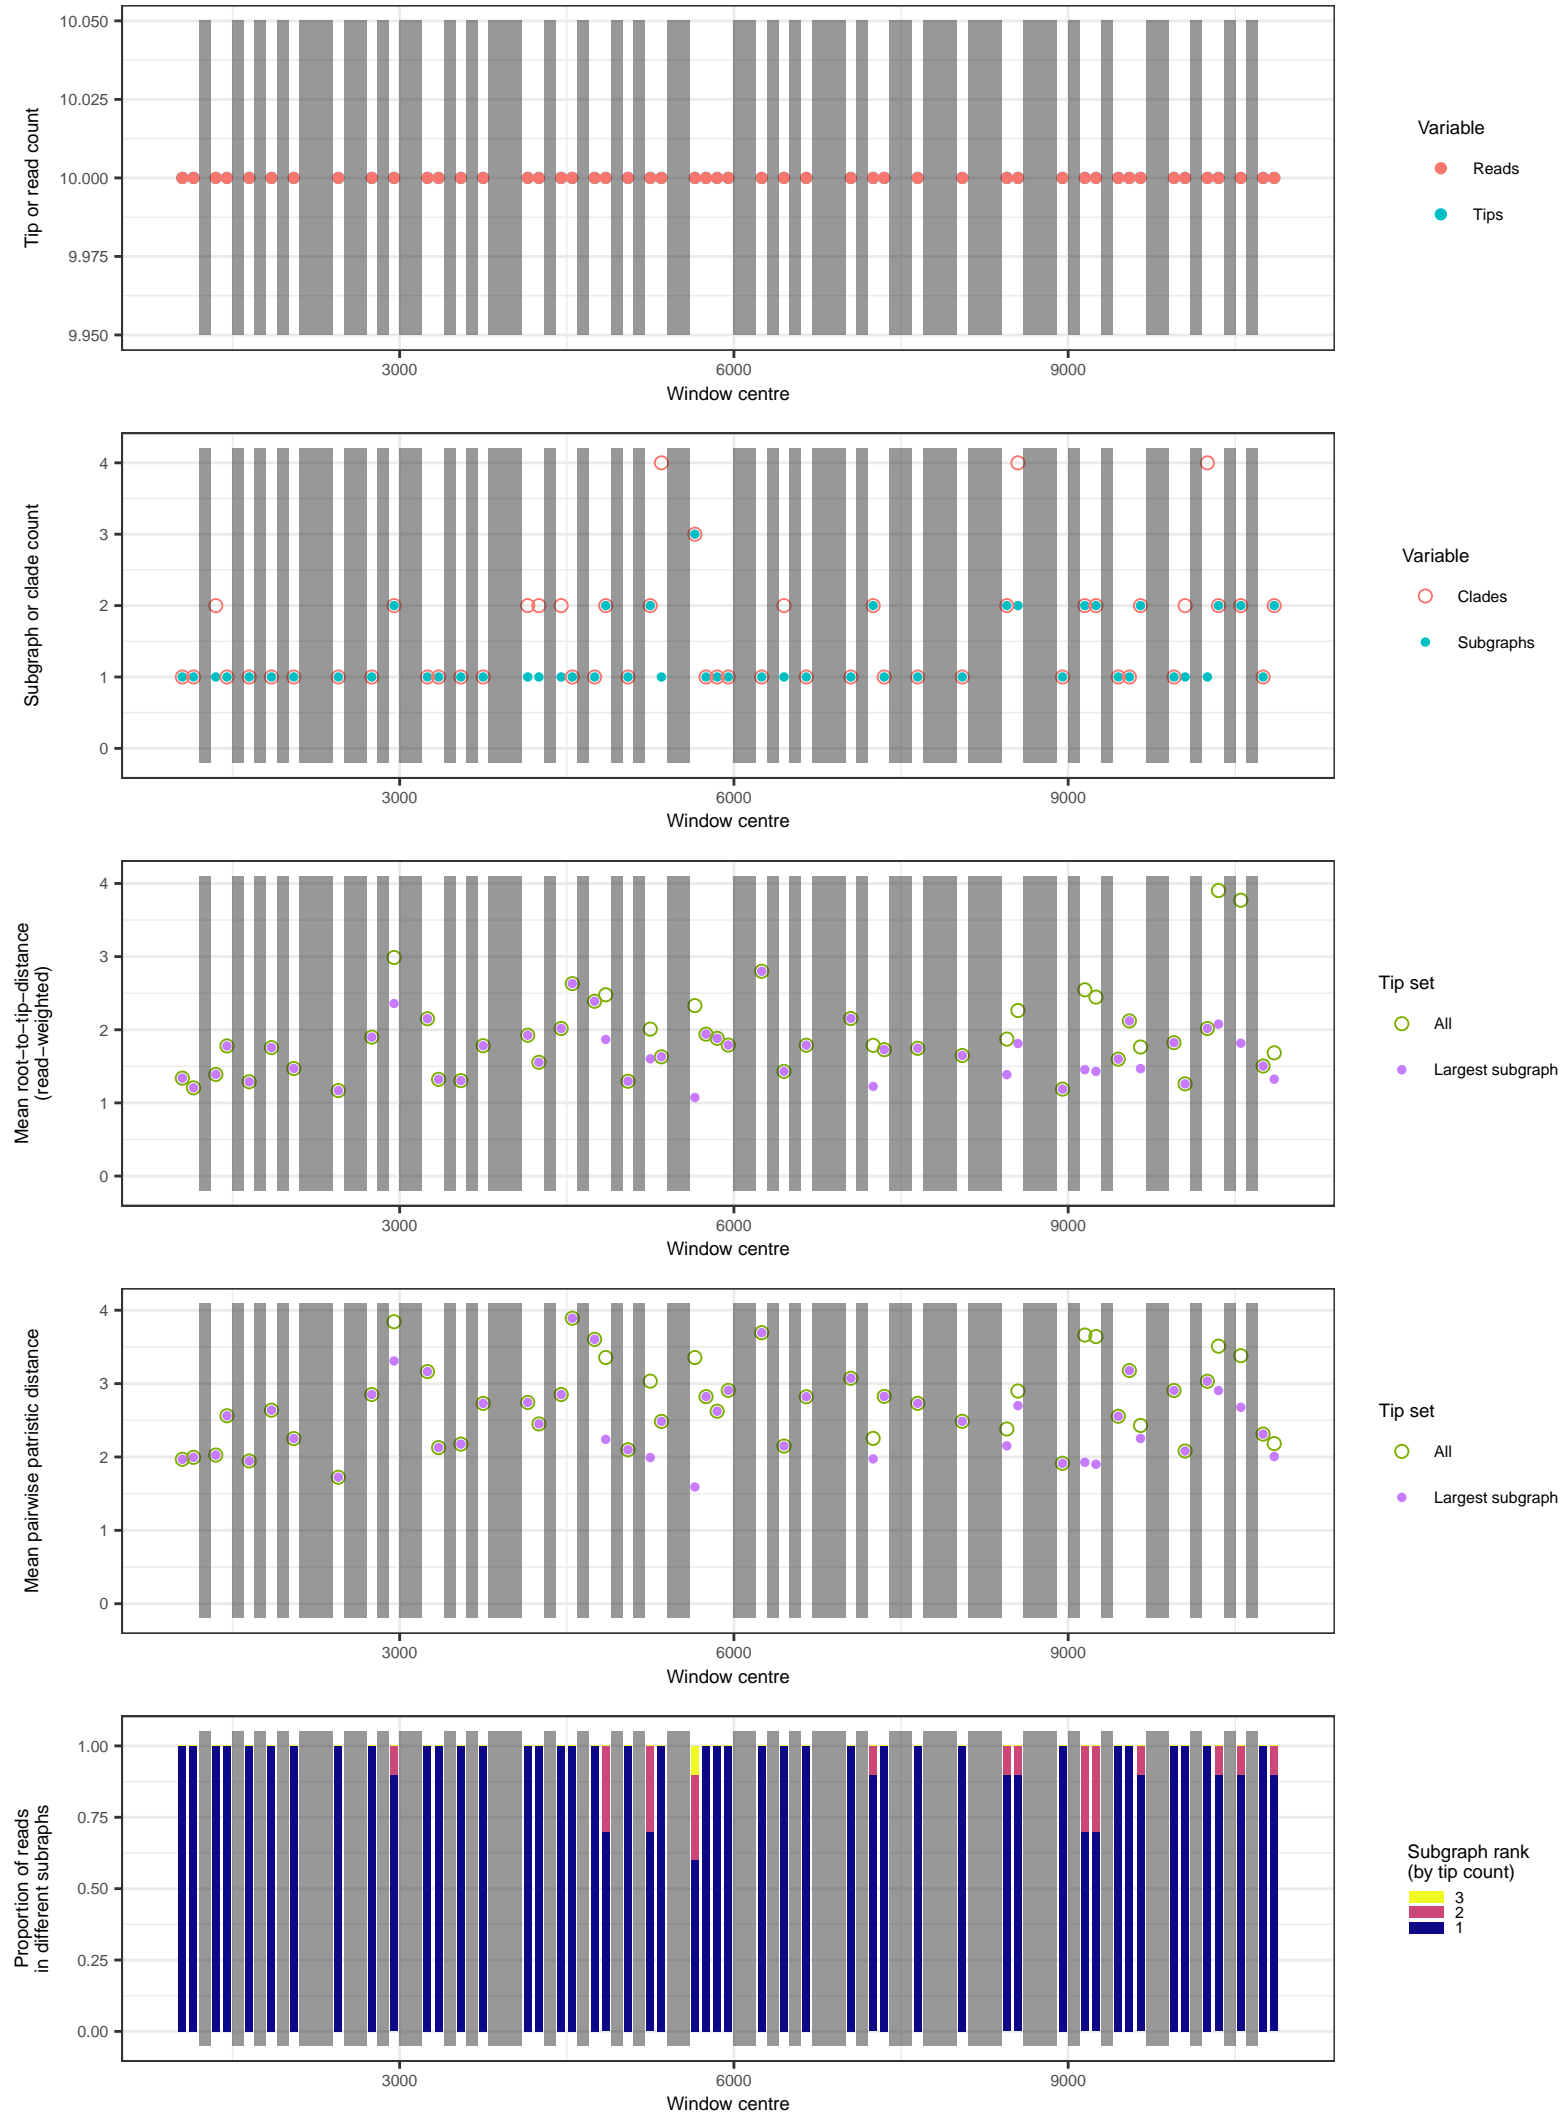 10.050
10.025
10.000
9.975
9.950
Tip or read count
3000
6000
9000
Window centre
Variable
Reads
Tips
4
3
2
1
0
Subgraph or clade count
3000
6000
9000
Window centre
Variable
Clades
Subgraphs
4
3
2
1
0
Mean root−to−tip−distance
(read−weighted)
3000
6000
9000
Window centre
Tip set
All
Largest subgraph
4
3
2
1
0
Mean pairwise patristic distance
3000
6000
9000
Window centre
Tip set
All
Largest subgraph
1.00
0.75
0.50
0.25
0.00
Proportion of reads
in different subraphs
3000
6000
9000
Window centre
Subgraph rank
(by tip count)
3
2
1